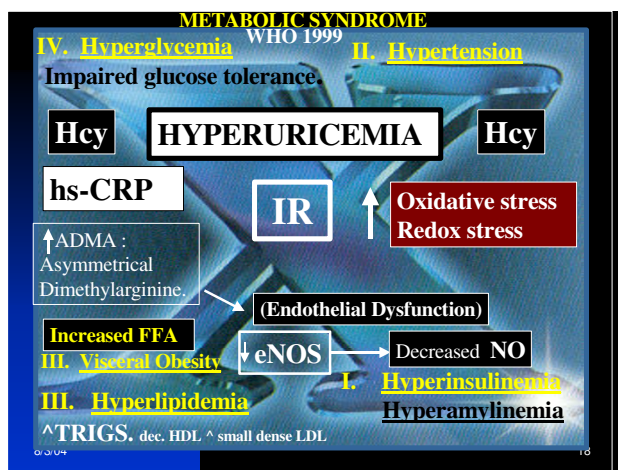 METABOLIC SYNDROME
WHO 1999
IV. Hyperglycemia
Impaired glucose tolerance.
II. Hypertension
Hcy
HYPERURICEMIA
Hcy
hs-CRP
IR
Oxidative stress
Redox stress
ADMA :
Asymmetrical
Dimethylarginine.
(Endothelial Dysfunction)
Increased FFA
III. Visceral Obesity
eNOS
Decreased NO
I. Hyperinsulinemia
Hyperamylinemia
III. Hyperlipidemia
^TRIGS. dec. HDL ^ small dense LDL
8/3/04
18